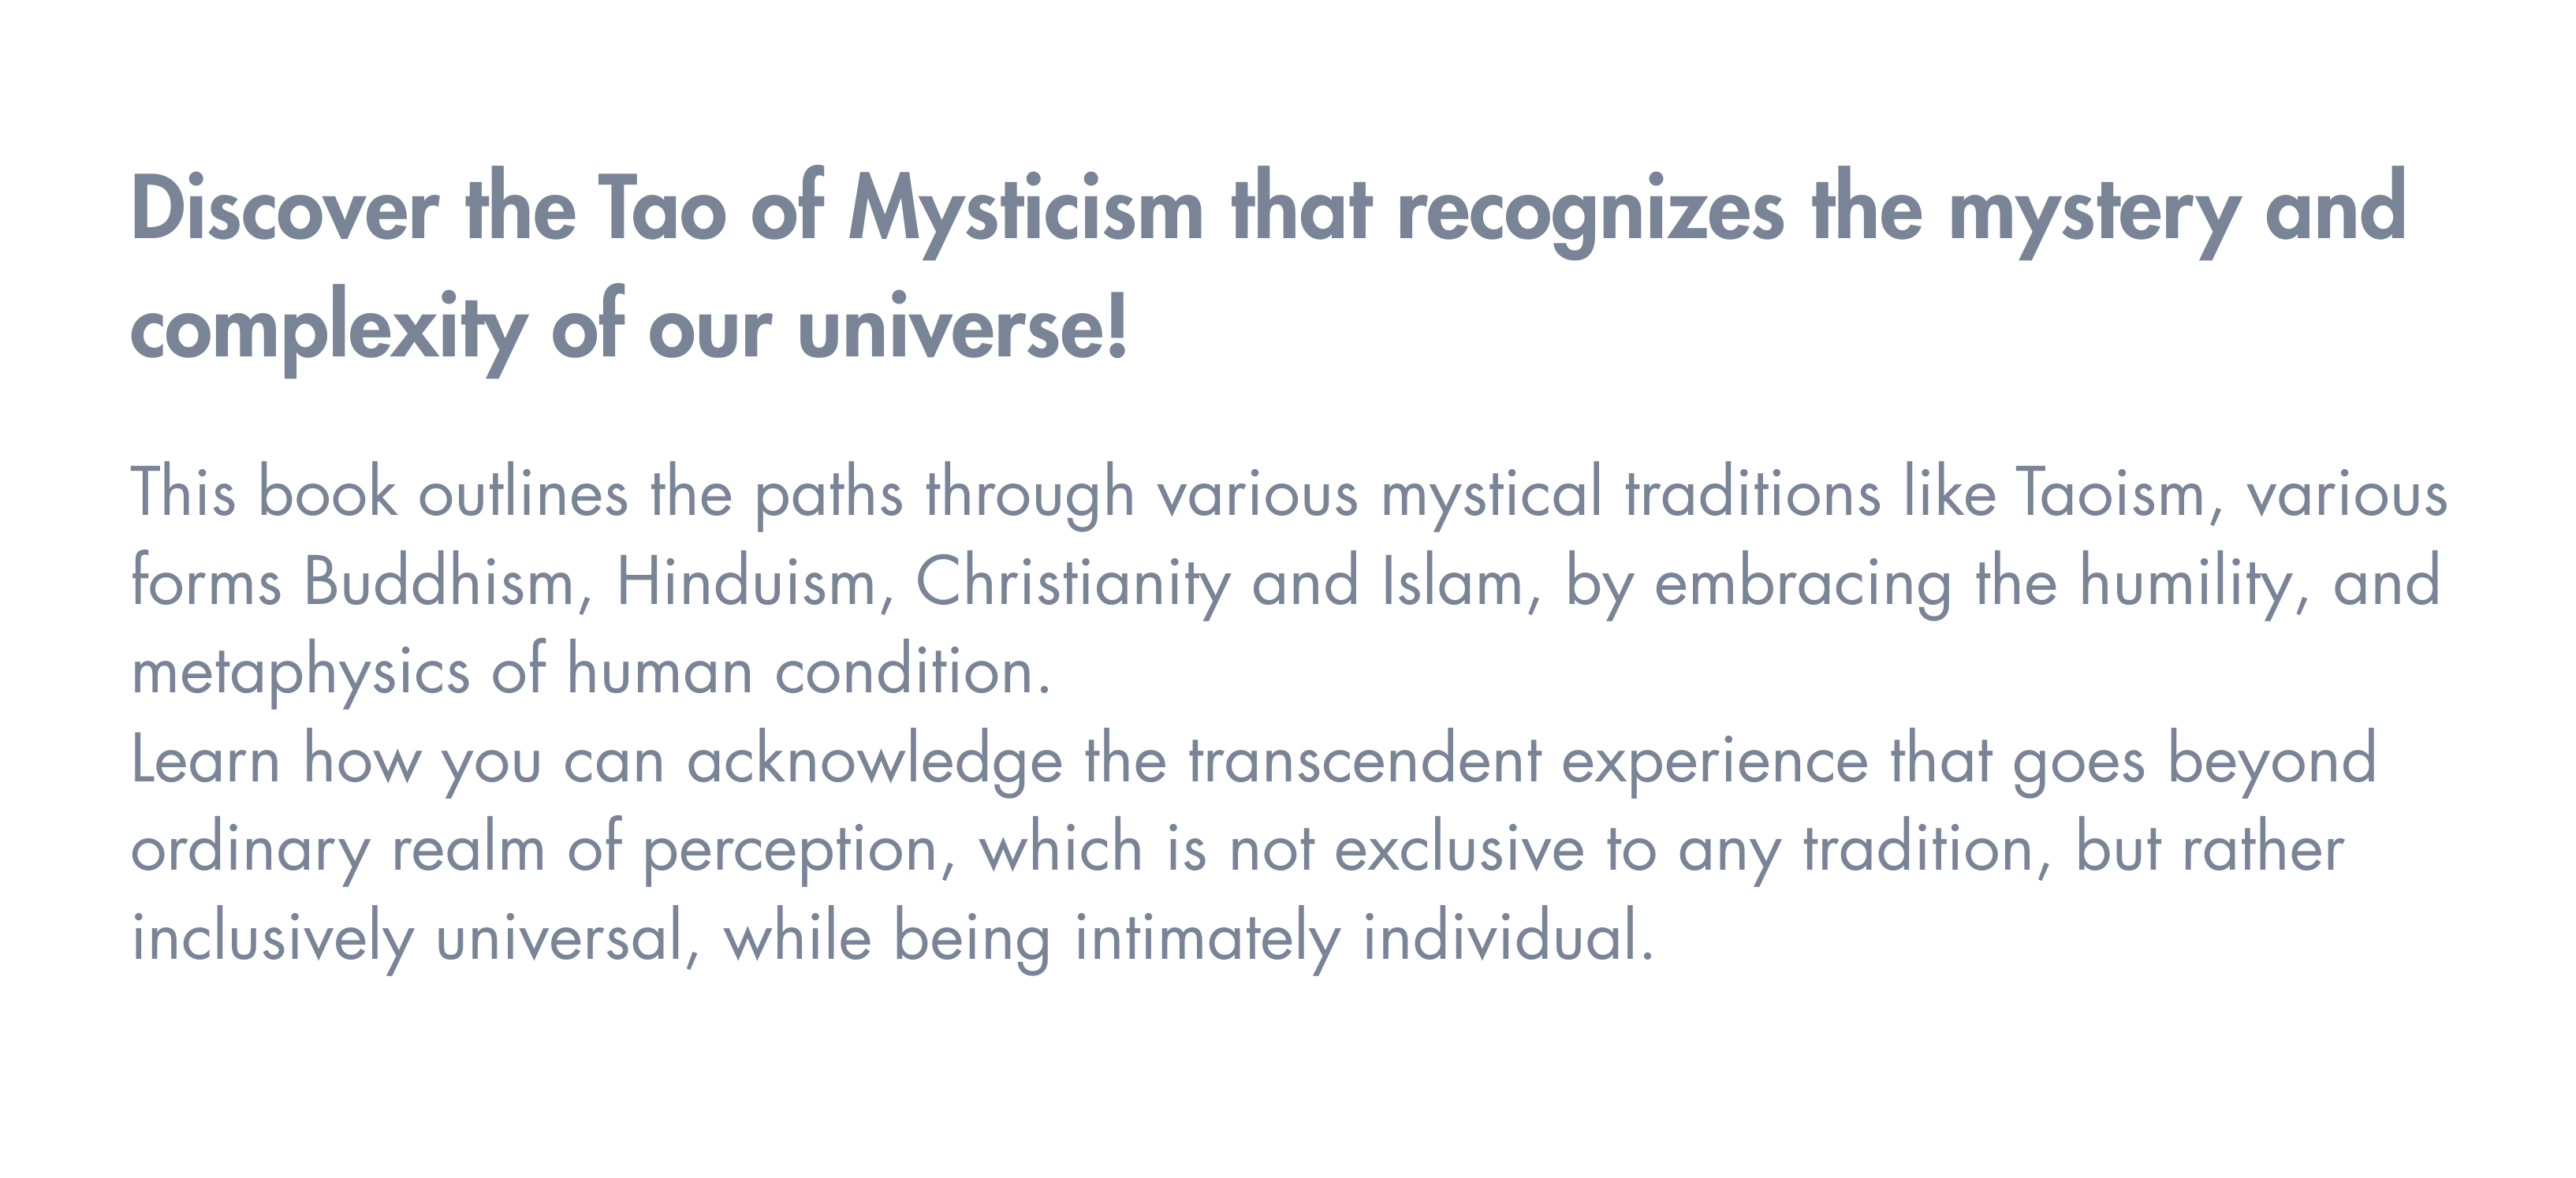 Discover the Tao of Mysticism that recognizes the mystery and
complexity of our universe!
This book outlines the paths through various mystical traditions like Taoism, various
forms Buddhism, Hinduism, Christianity and Islam, by embracing the humility, and
metaphysics of human condition.
Learn how you can acknowledge the transcendent experience that goes beyond
ordinary realm of perception, which is not exclusive to any tradition, but rather
inclusively universal, while being intimately individual.